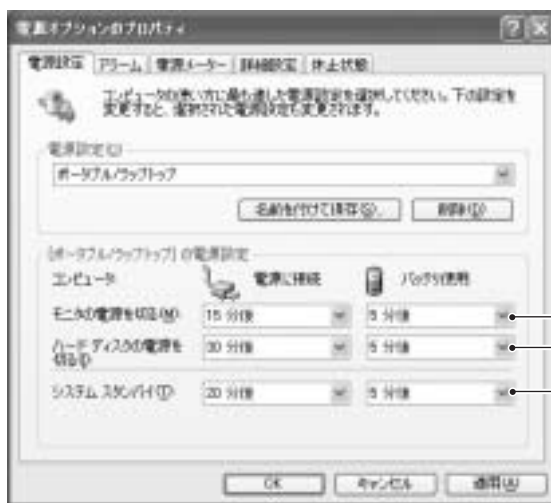 電源オプションのプロパティ
電源設定 アラーム 電源メーター 詳細設定 休止状態
コンピュータの使い方に最も適した電源設定を選択してください。下の設定を
変更すると、選択された電源設定も変更されます。
電源設定(C)
ポータブル/ラップトップ
名前を付けて保存(S)... 削除(D)
[ポータブル/ラップトップ] の電源設定
コンピュータ 電源に接続 バッテリ使用
モニタの電源を切る(M) 15 分後 5 分後
ハード ディスクの電源を
切る(I) 30 分後 5 分後
システム スタンバイ(T) 20 分後 5 分後
OK キャンセル 適用(A)